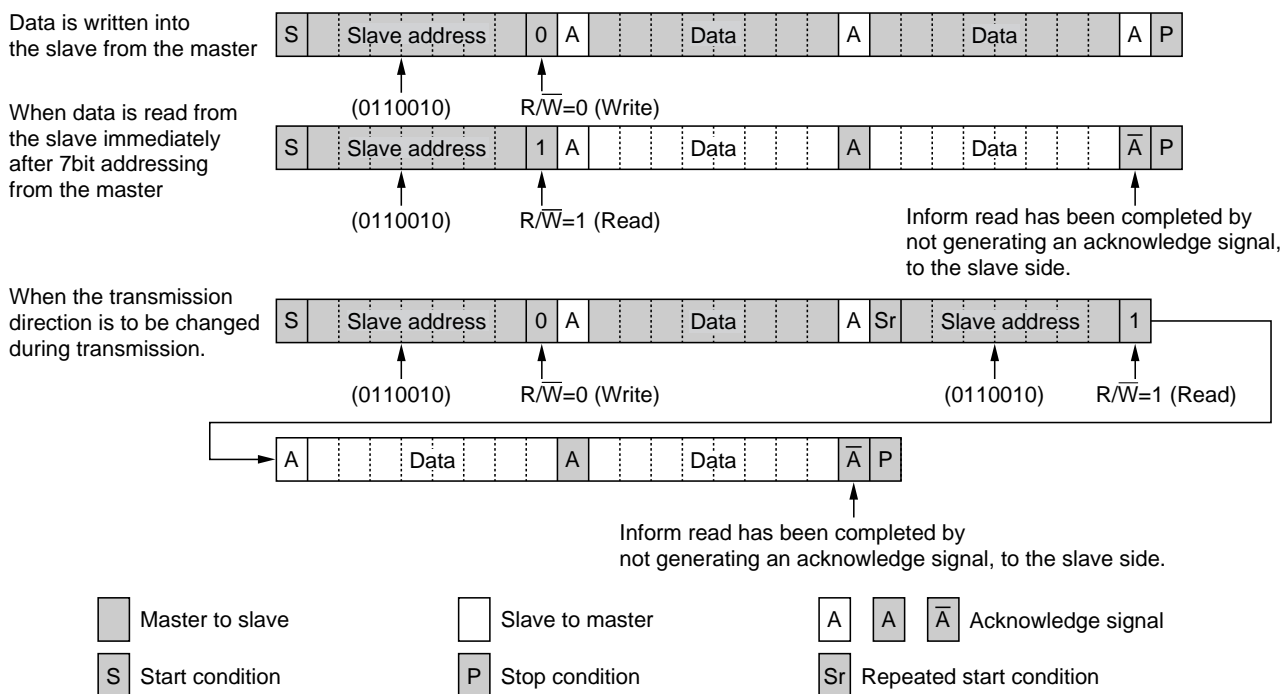 Data is written into
the slave from the master
S Slave address 0 A Data A Data A P
(0110010) R/W̅=0 (Write)
When data is read from
the slave immediately
after 7bit addressing
from the master
S Slave address 1 A Data A Data A̅ P
(0110010) R/W̅=1 (Read)
Inform read has been completed by
not generating an acknowledge signal,
to the slave side.
When the transmission
direction is to be changed
during transmission.
S Slave address 0 A Data A Sr Slave address 1
(0110010) R/W̅=0 (Write) (0110010) R/W̅=1 (Read)
A Data A Data A̅ P
Inform read has been completed by
not generating an acknowledge signal, to the slave side.
Master to slave Slave to master A A A̅ Acknowledge signal
S Start condition P Stop condition Sr Repeated start condition